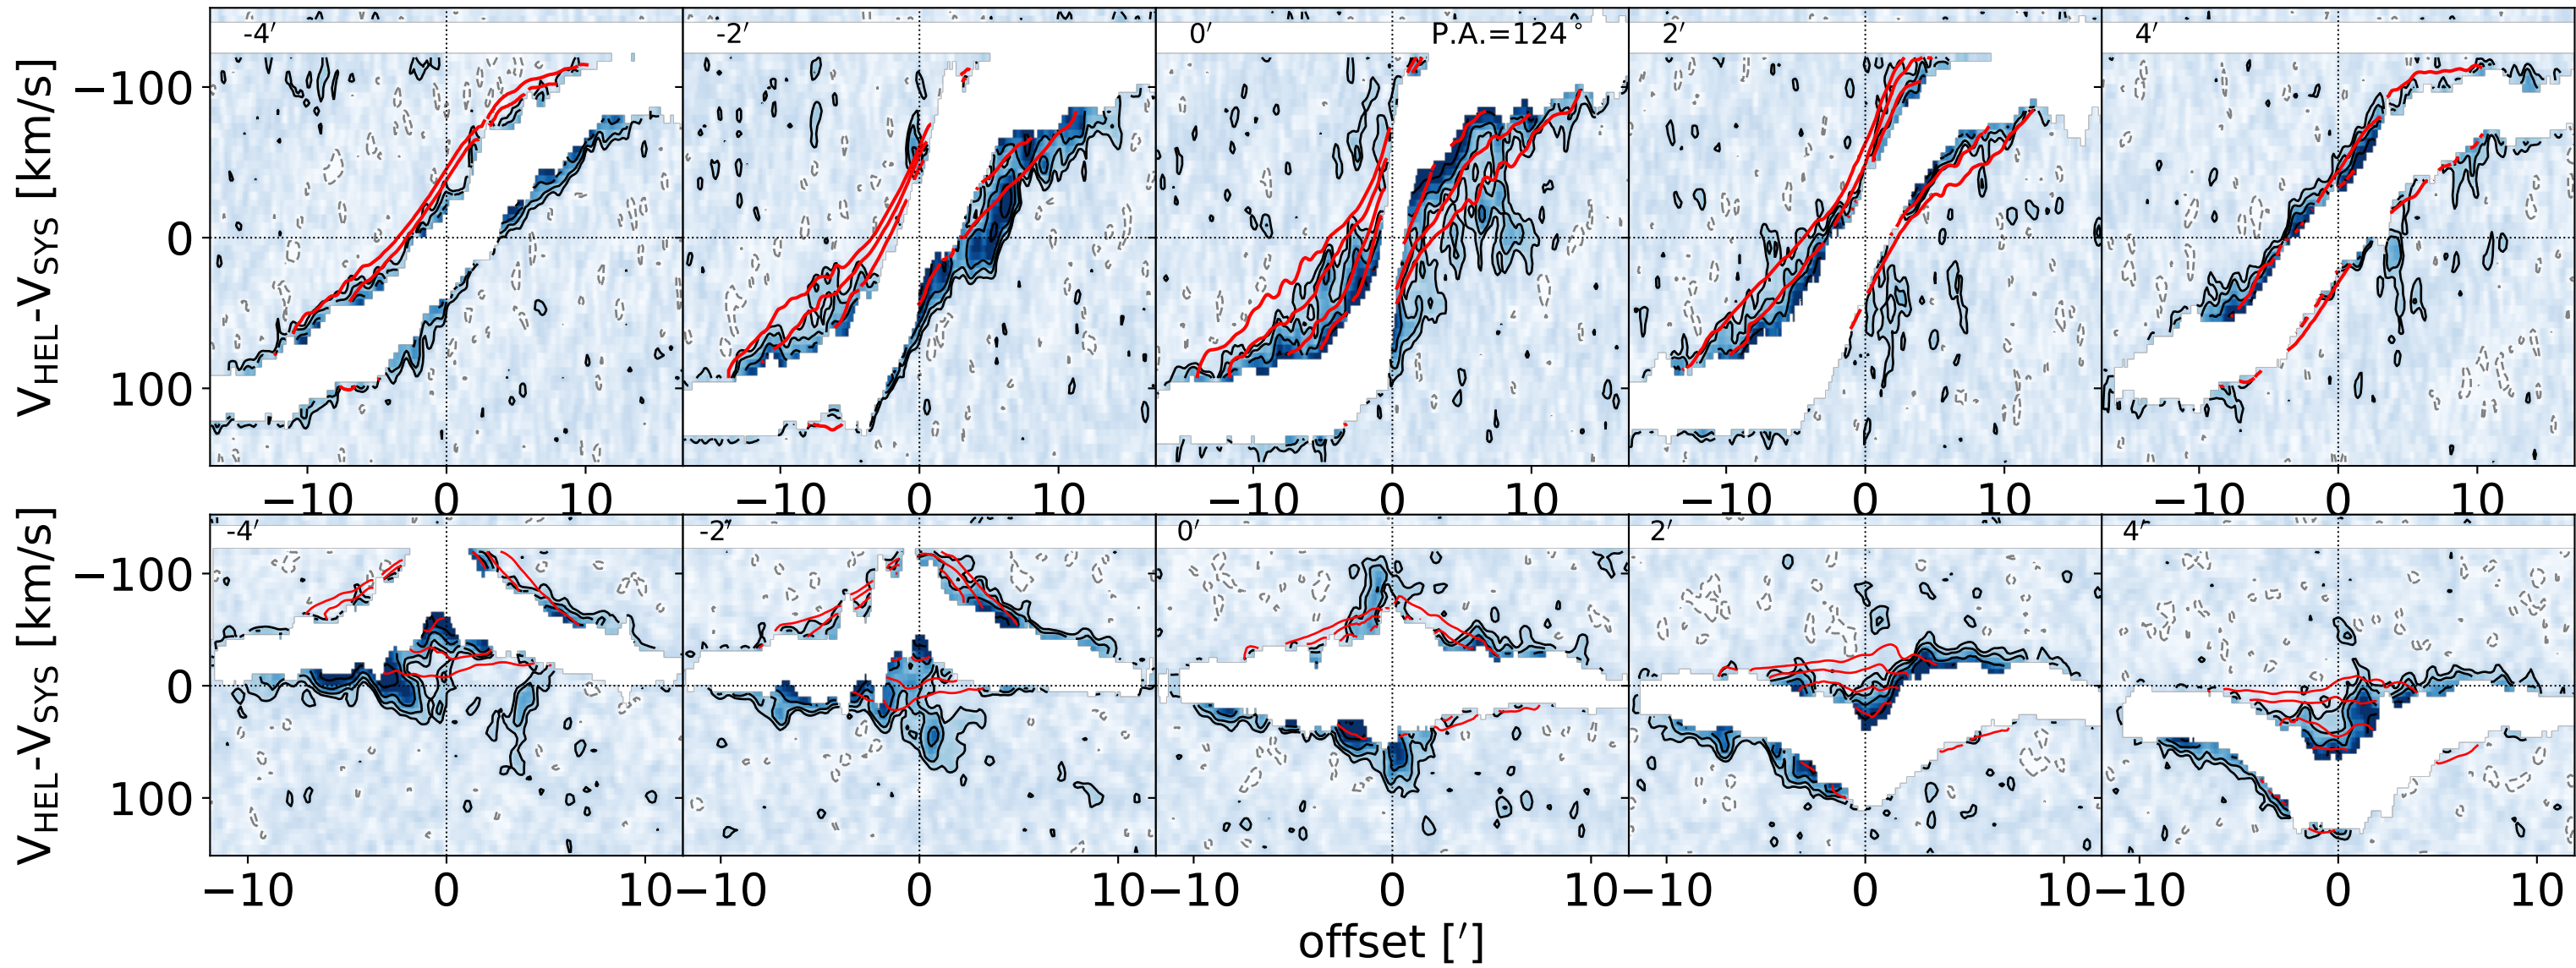 -4′ -2′ 0′ P.A.=124° 2′ 4′
V_HEL-V_SYS [km/s]
−100
0
100
−10 0 10 −10 0 10 −10 0 10 −10 0 10 −10 0 10
-4′ -2′ 0′ 2′ 4′
V_HEL-V_SYS [km/s]
−100
0
100
−10 0 10 −10 0 10 −10 0 10 −10 0 10 −10 0 10
offset [′]